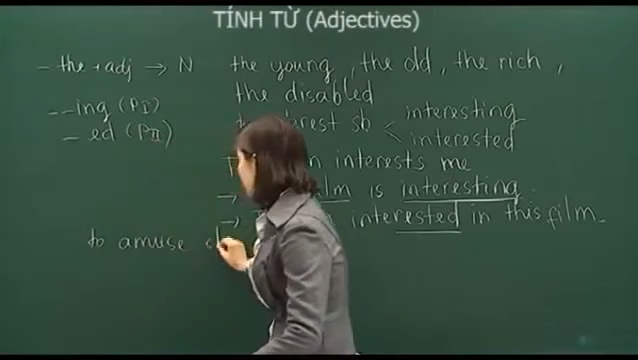 TÍNH TỪ (Adjectives)
- the + adj → N the young, the old, the rich,
the disabled
- -ing (PI)
- ed (PII)
sb < interesting
interested
interests me
→ is interesting.
→ interested in this film.
to amuse